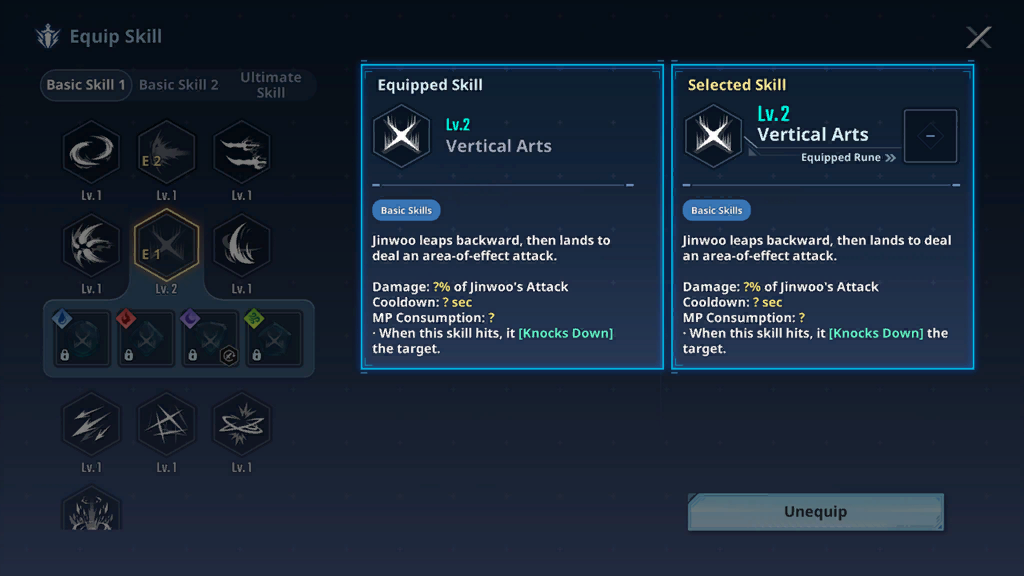 Equip Skill
Basic Skill 1
Basic Skill 2
Ultimate
Skill
E 2
Lv. 1
Lv. 1
Lv. 1
E 1
Lv. 1
Lv. 2
Lv. 1
Lv. 1
Lv. 1
Lv. 1
Equipped Skill
Lv.2
Vertical Arts
Basic Skills
Jinwoo leaps backward, then lands to
deal an area-of-effect attack.
Damage: ?% of Jinwoo's Attack
Cooldown: ? sec
MP Consumption: ?
· When this skill hits, it [Knocks Down]
the target.
Selected Skill
Lv.2
Vertical Arts
Equipped Rune »
–
Basic Skills
Jinwoo leaps backward, then lands to deal
an area-of-effect attack.
Damage: ?% of Jinwoo's Attack
Cooldown: ? sec
MP Consumption: ?
· When this skill hits, it [Knocks Down] the
target.
Unequip